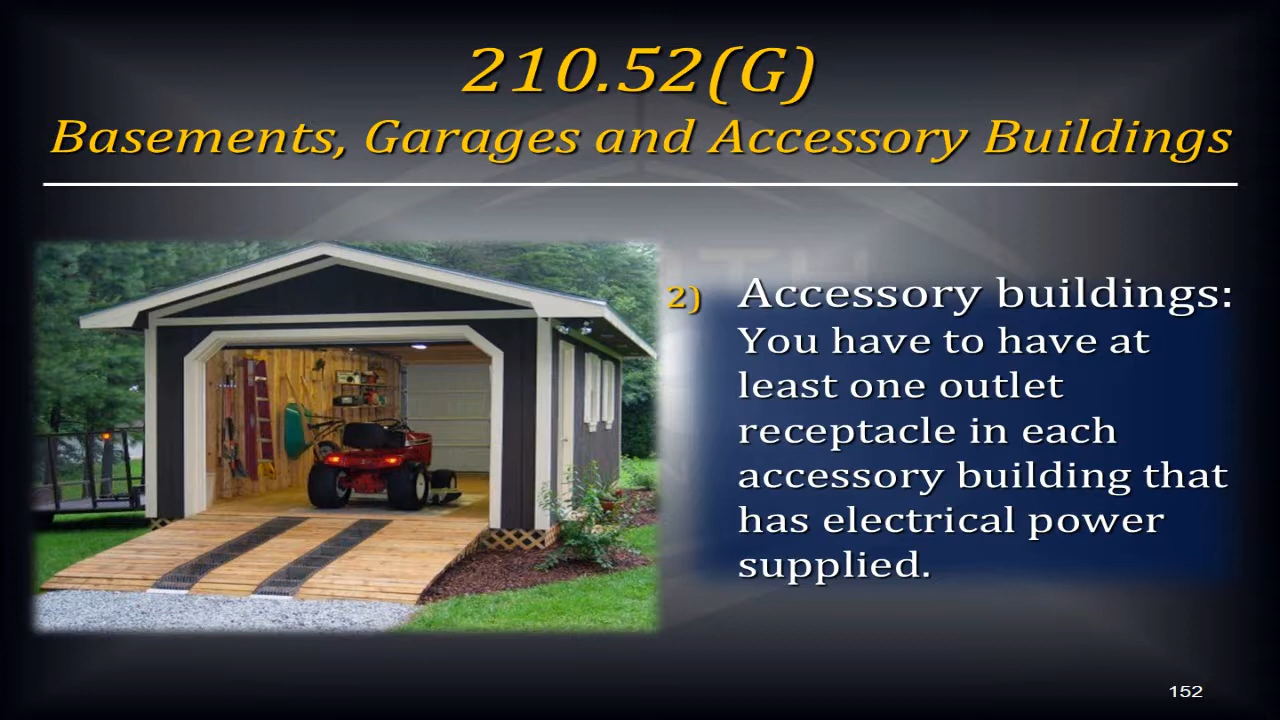 210.52(G)
Basements, Garages and Accessory Buildings
2) Accessory buildings:
You have to have at
least one outlet
receptacle in each
accessory building that
has electrical power
supplied.
152